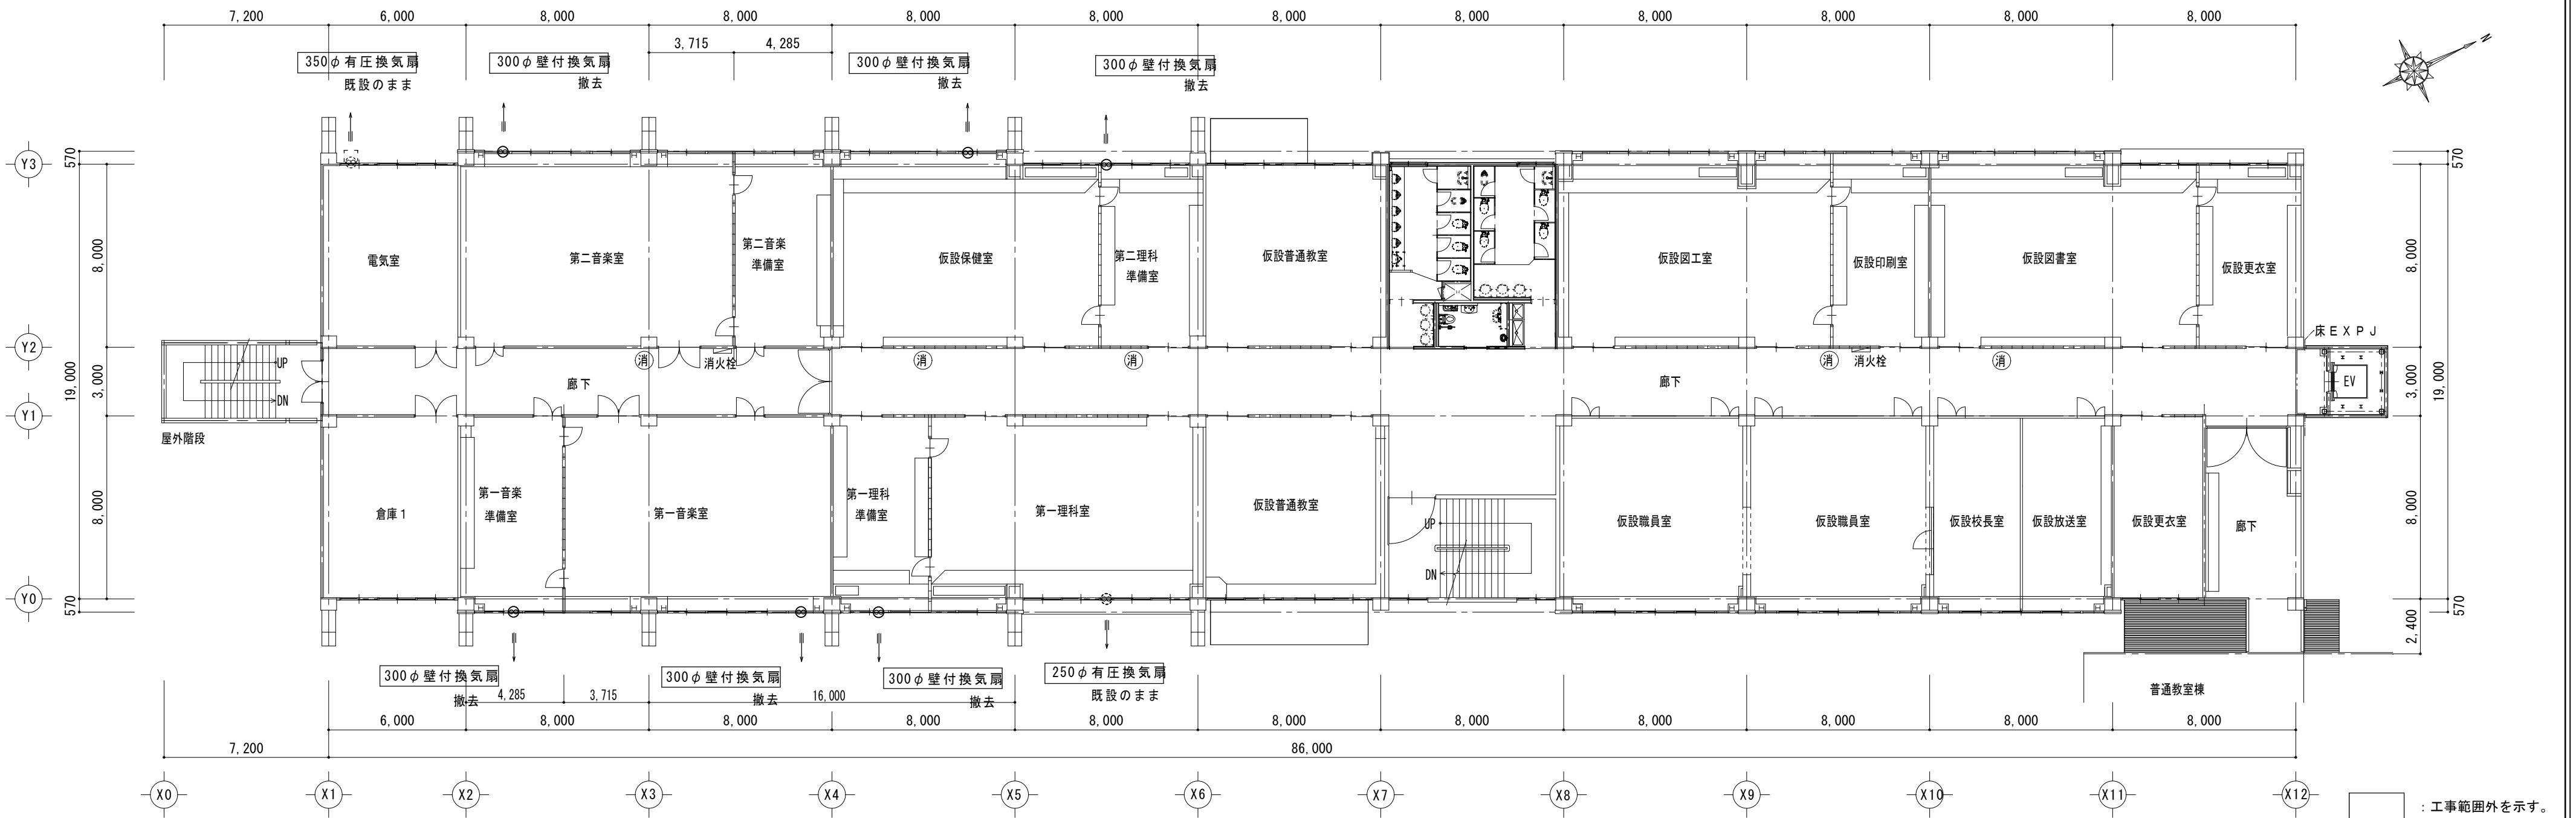 7,200 6,000 8,000 8,000 8,000 8,000 8,000 8,000 8,000 8,000 8,000 8,000
3,715 4,285
350φ有圧換気扇
既設のまま
300φ壁付換気扇
撤去
300φ壁付換気扇
撤去
300φ壁付換気扇
撤去
N
Y3
570
570
8,000
8,000
電気室
第二音楽室
第二音楽
準備室
仮設保健室
第二理科
準備室
仮設普通教室
仮設図工室
仮設印刷室
仮設図書室
仮設更衣室
床EXPJ
Y2
UP
DN
消
消火栓
消
消
消
消火栓
消
廊下
廊下
EV
19,000
3,000
3,000
19,000
Y1
屋外階段
8,000
8,000
倉庫1
第一音楽
準備室
第一音楽室
第一理科
準備室
第一理科室
仮設普通教室
UP
DN
仮設職員室
仮設職員室
仮設校長室
仮設放送室
仮設更衣室
廊下
Y0
570
570
2,400
300φ壁付換気扇
撤去
300φ壁付換気扇
撤去
300φ壁付換気扇
撤去
250φ有圧換気扇
既設のまま
4,285 3,715 16,000
普通教室棟
6,000 8,000 8,000 8,000 8,000 8,000 8,000 8,000 8,000 8,000 8,000
7,200 86,000
X0 X1 X2 X3 X4 X5 X6 X7 X8 X9 X10 X11 X12
:工事範囲外を示す。